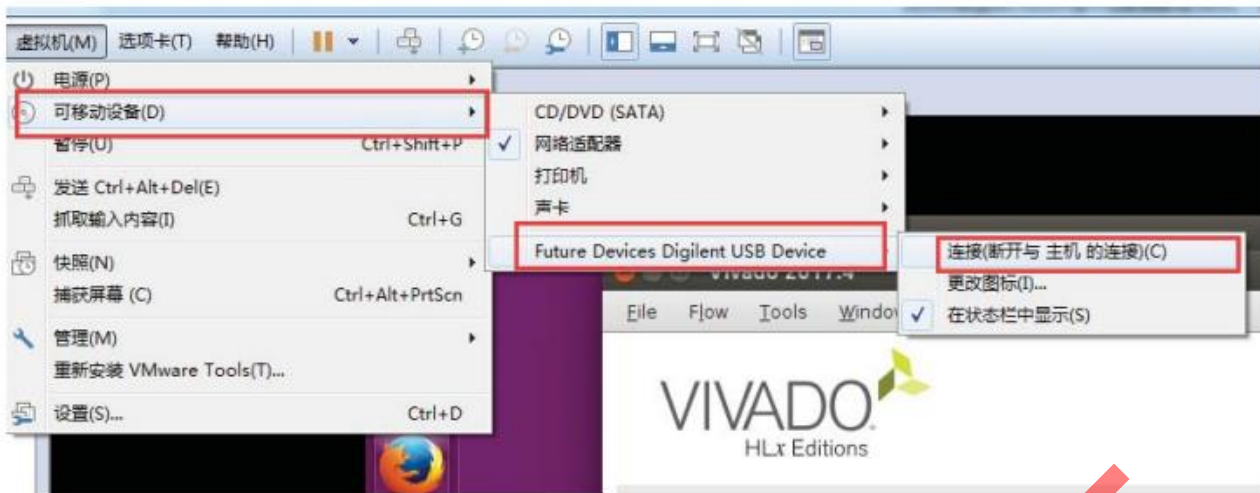 虚拟机(M) 选项卡(T) 帮助(H)
电源(P)
可移动设备(D)
暂停(U) Ctrl+Shift+P
发送 Ctrl+Alt+Del(E)
抓取输入内容(I) Ctrl+G
快照(N)
捕获屏幕 (C) Ctrl+Alt+PrtScn
管理(M)
重新安装 VMware Tools(T)...
设置(S)... Ctrl+D
CD/DVD (SATA)
网络适配器
打印机
声卡
Future Devices Digilent USB Device
连接(断开与 主机 的连接)(C)
更改图标(I)...
在状态栏中显示(S)
Vivado 2017.4
File Flow Tools
VIVADO
HLx Editions